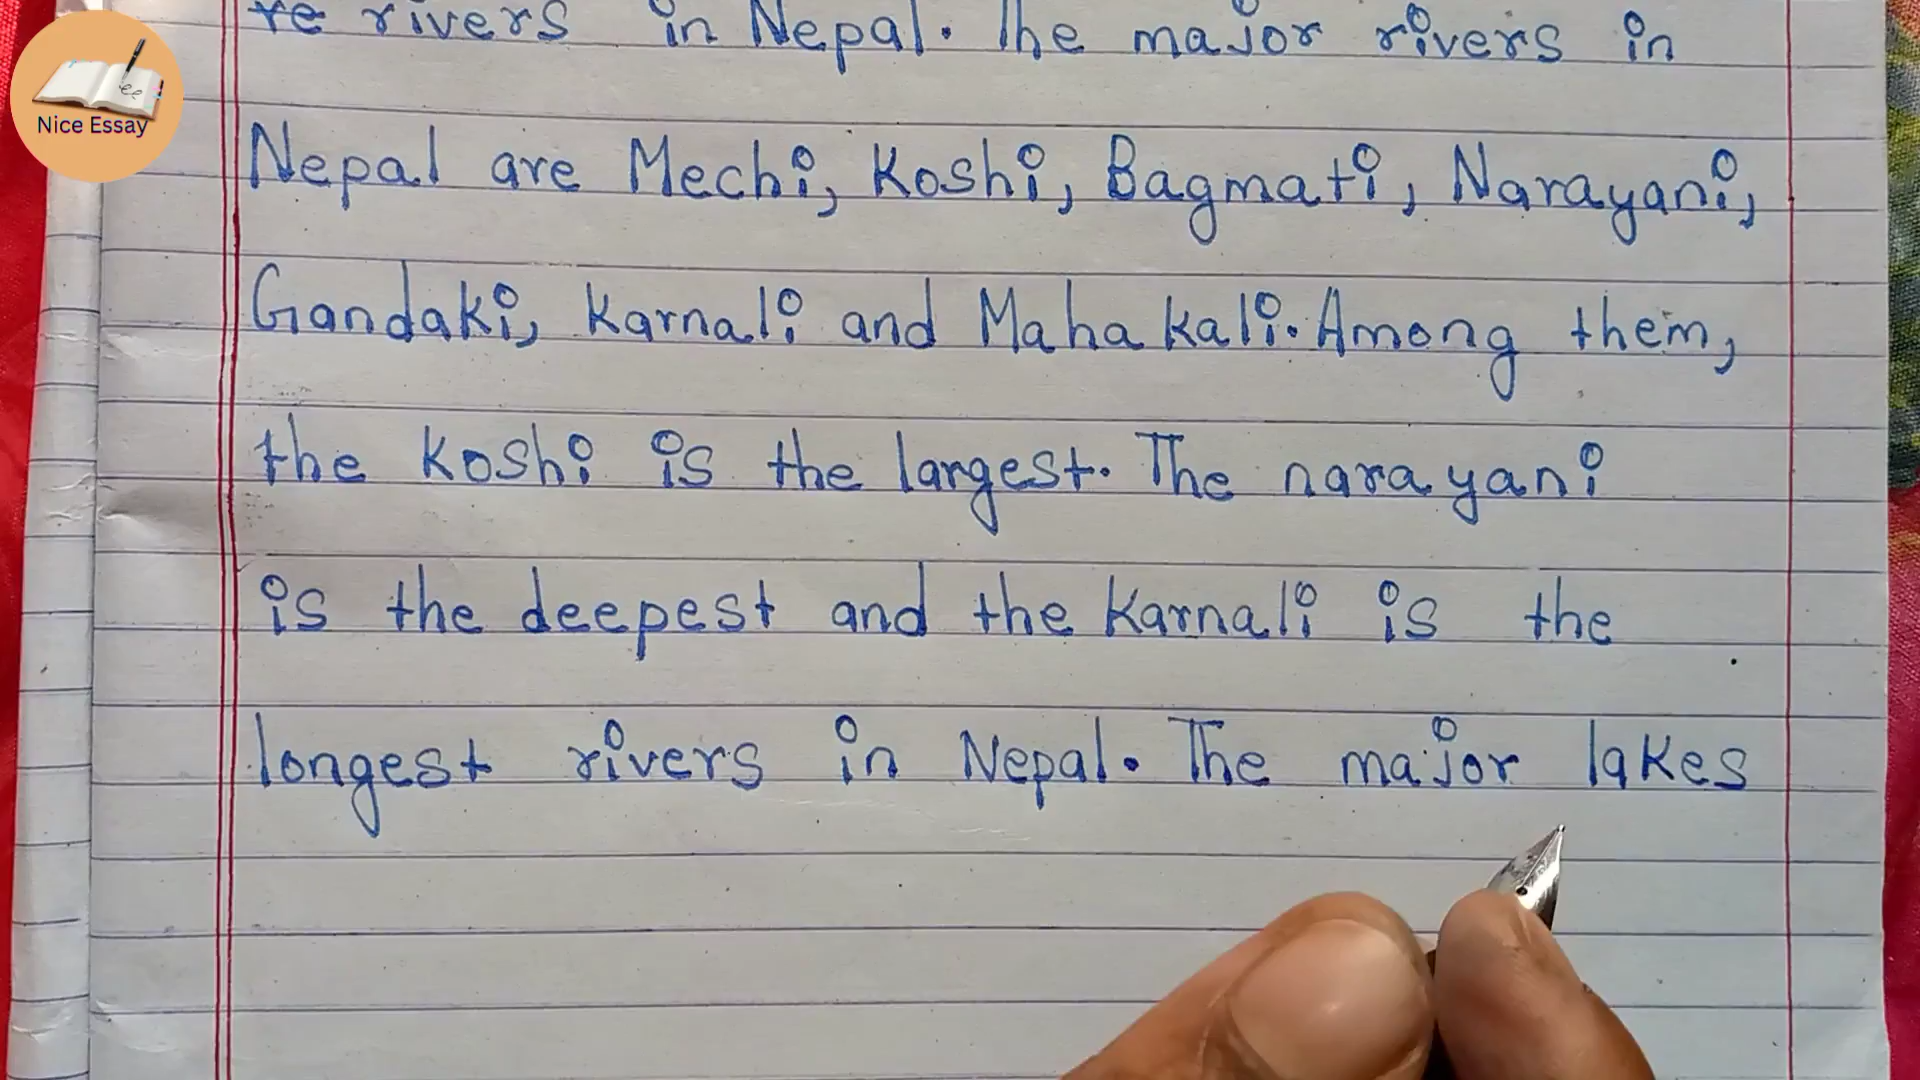 re rivers in Nepal. The major rivers in
Nepal are Mechi, Koshi, Bagmati, Narayani,
Gandaki, Karnali and Mahakali. Among them,
the Koshi is the largest. The narayani
is the deepest and the Karnali is the
longest rivers in Nepal. The major lakes
Nice Essay